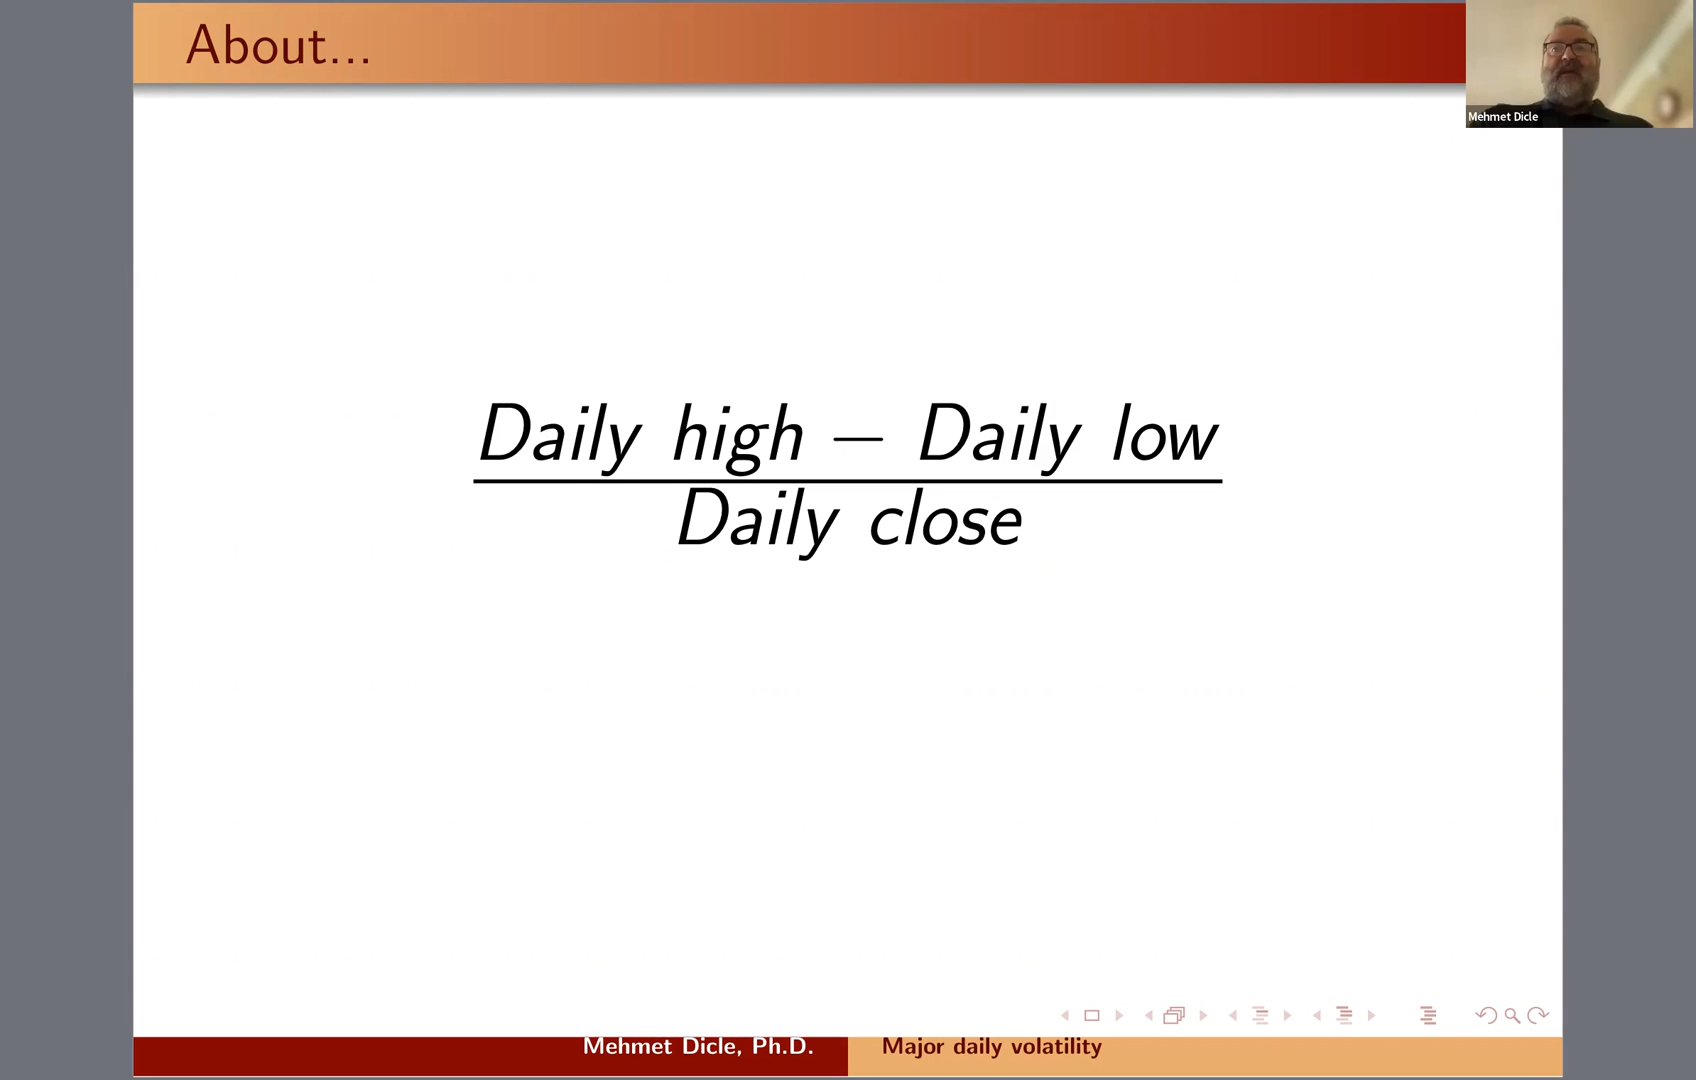 About...
Mehmet Dicle
Daily high − Daily low
Daily close
Mehmet Dicle, Ph.D.
Major daily volatility